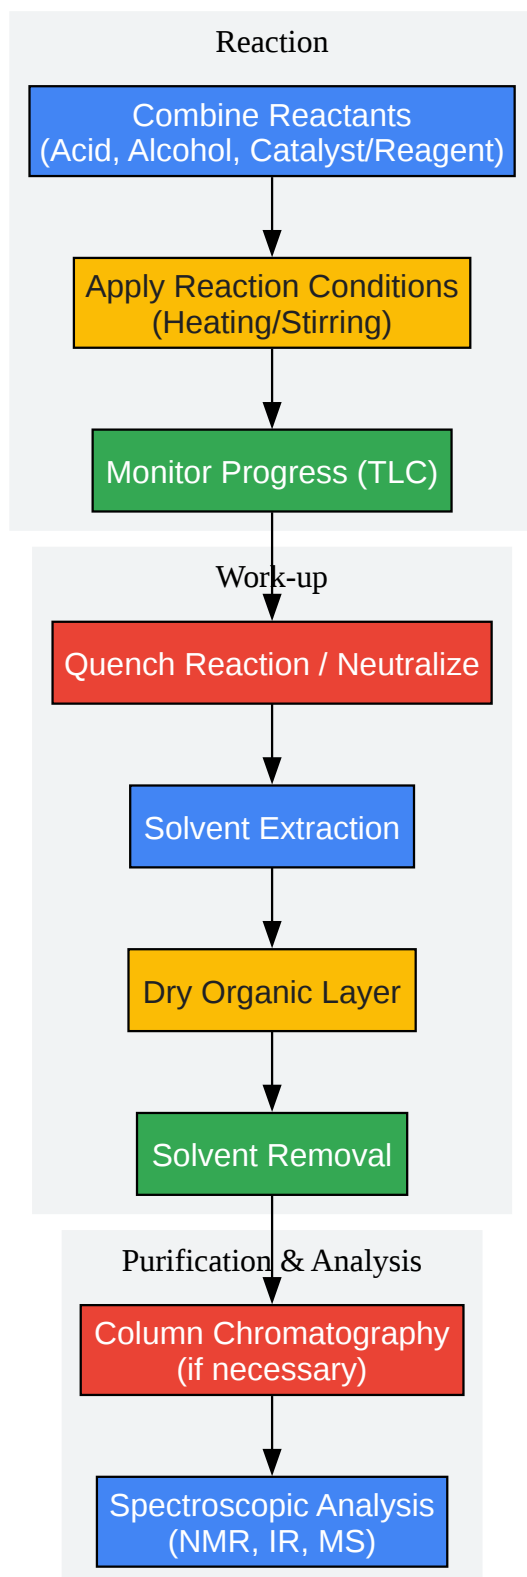 Reaction
Combine Reactants
(Acid, Alcohol, Catalyst/Reagent)
Apply Reaction Conditions
(Heating/Stirring)
Monitor Progress (TLC)
Work-up
Quench Reaction / Neutralize
Solvent Extraction
Dry Organic Layer
Solvent Removal
Purification & Analysis
Column Chromatography
(if necessary)
Spectroscopic Analysis
(NMR, IR, MS)